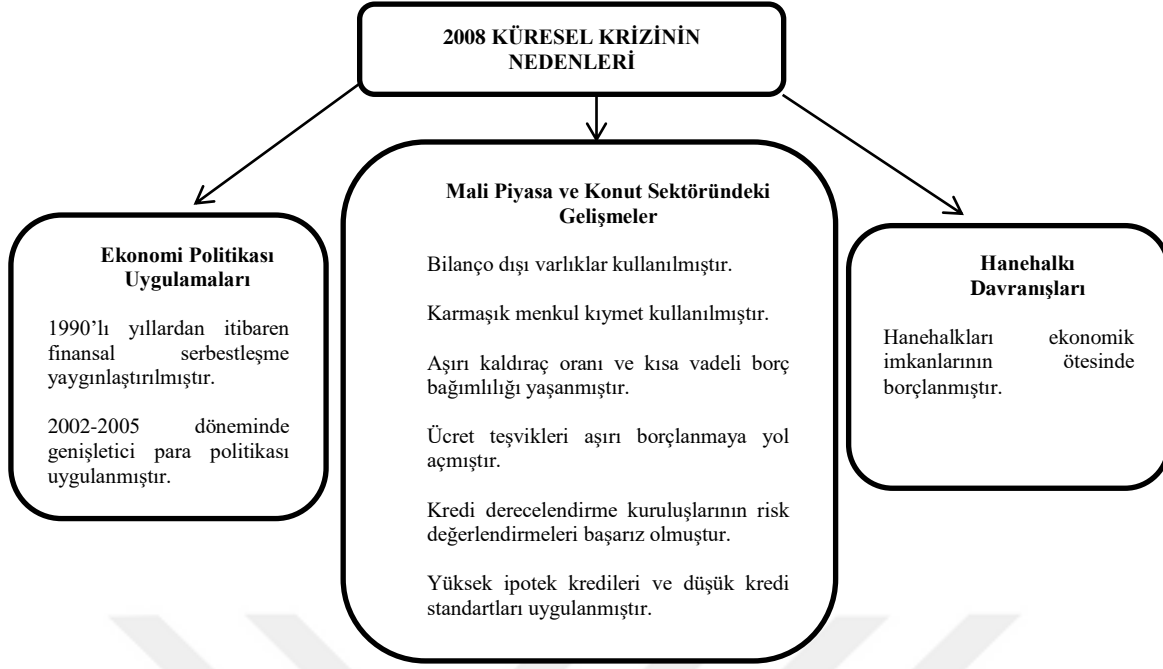 2008 KÜRESEL KRİZİNİN
NEDENLERİ
Ekonomi Politikası
Uygulamaları
1990’lı yıllardan itibaren
finansal serbestleşme
yaygınlaştırılmıştır.
2002-2005 döneminde
genişletici para politikası
uygulanmıştır.
Mali Piyasa ve Konut Sektöründeki
Gelişmeler
Bilanço dışı varlıklar kullanılmıştır.
Karmaşık menkul kıymet kullanılmıştır.
Aşırı kaldıraç oranı ve kısa vadeli borç
bağımlılığı yaşanmıştır.
Ücret teşvikleri aşırı borçlanmaya yol
açmıştır.
Kredi derecelendirme kuruluşlarının risk
değerlendirmeleri başarız olmuştur.
Yüksek ipotek kredileri ve düşük kredi
standartları uygulanmıştır.
Hanehalkı
Davranışları
Hanehalkları ekonomik
imkanlarının ötesinde
borçlanmıştır.